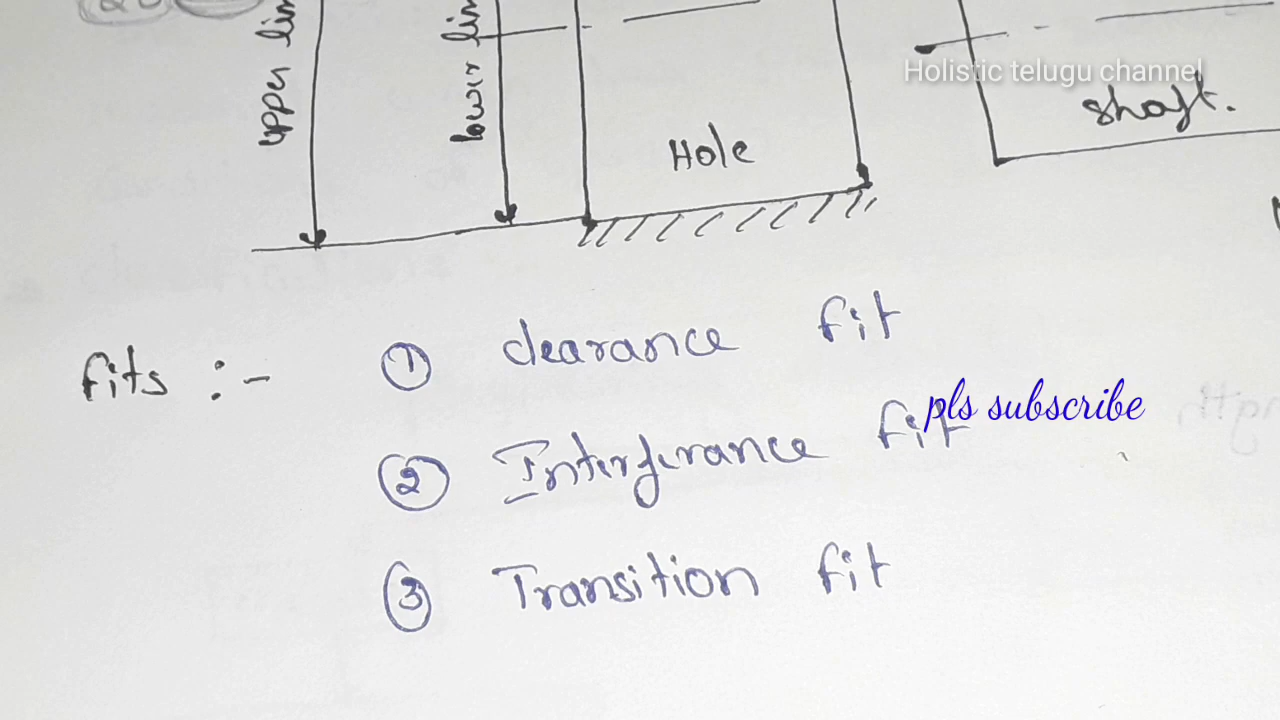 upper lim
lower lim
Holistic telugu channel
Hole
shaft.
fits :- ① clearance fit
pls subscribe
② Interferance fit
③ Transition fit